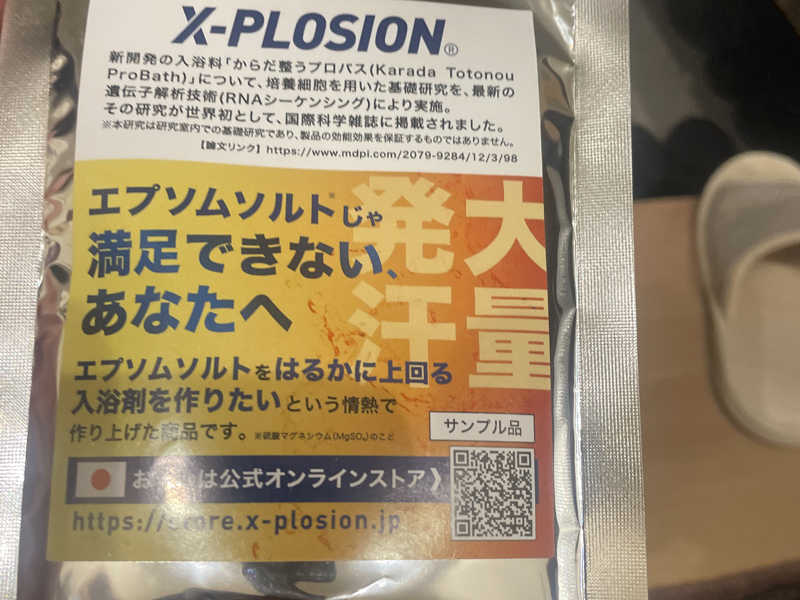 X-PLOSION®
新開発の入浴料「からだ整うプロバス(Karada Totonou
ProBath)」について、培養細胞を用いた基礎研究を、最新の
遺伝子解析技術(RNAシーケンシング)により実施。
その研究が世界初として、国際科学雑誌に掲載されました。
※本研究は研究室内での基礎研究であり、製品の効能効果を保証するものではありません。
【論文リンク】https://www.mdpi.com/2079-9284/12/3/98
大量
発汗
エプソムソルト※じゃ
満足できない、
あなたへ
エプソムソルトをはるかに上回る
入浴剤を作りたいという情熱で
作り上げた商品です。※硫酸マグネシウム(MgSO₄)のこと
サンプル品
は公式オンラインストア》
https://store.x-plosion.jp